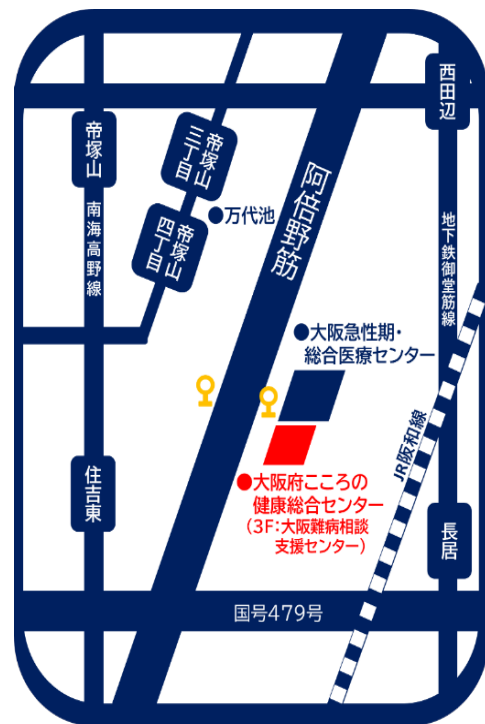 西田辺
帝塚山
帝塚山
三丁目
阿倍野筋
帝塚山
四丁目
●万代池
南海高野線
地下鉄御堂筋線
●大阪急性期・
総合医療センター
JR阪和線
住吉東
●大阪府こころの
健康総合センター
（3F：大阪難病相談
支援センター）
長居
国号479号